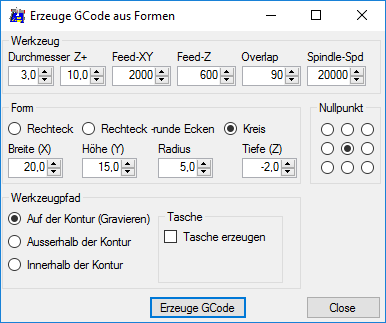 Erzeuge GCode aus Formen
Werkzeug
Durchmesser Z+ Feed-XY Feed-Z Overlap Spindle-Spd
3,0 10,0 2000 600 90 20000
Form
Nullpunkt
Rechteck Rechteck -runde Ecken Kreis
Breite (X) Höhe (Y) Radius Tiefe (Z)
20,0 15,0 5,0 -2,0
Werkzeugpfad
Auf der Kontur (Gravieren)
Ausserhalb der Kontur
Innerhalb der Kontur
Tasche
Tasche erzeugen
Erzeuge GCode Close